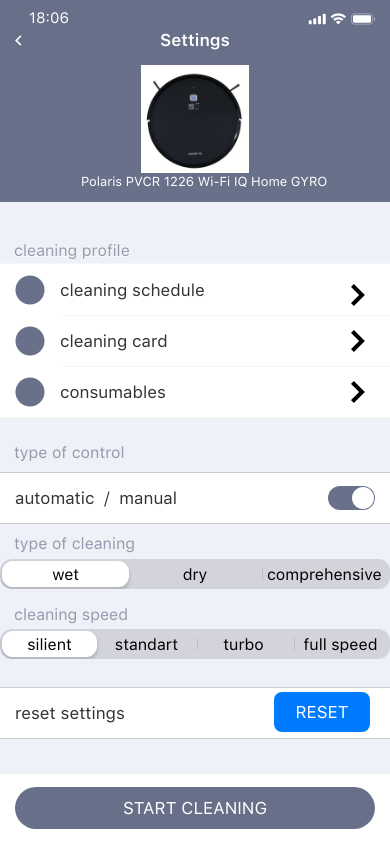 18:06
Settings
Polaris PVCR 1226 Wi-Fi IQ Home GYRO
cleaning profile
cleaning schedule
cleaning card
consumables
type of control
automatic / manual
type of cleaning
wet dry comprehensive
cleaning speed
silient standart turbo full speed
reset settings RESET
START CLEANING